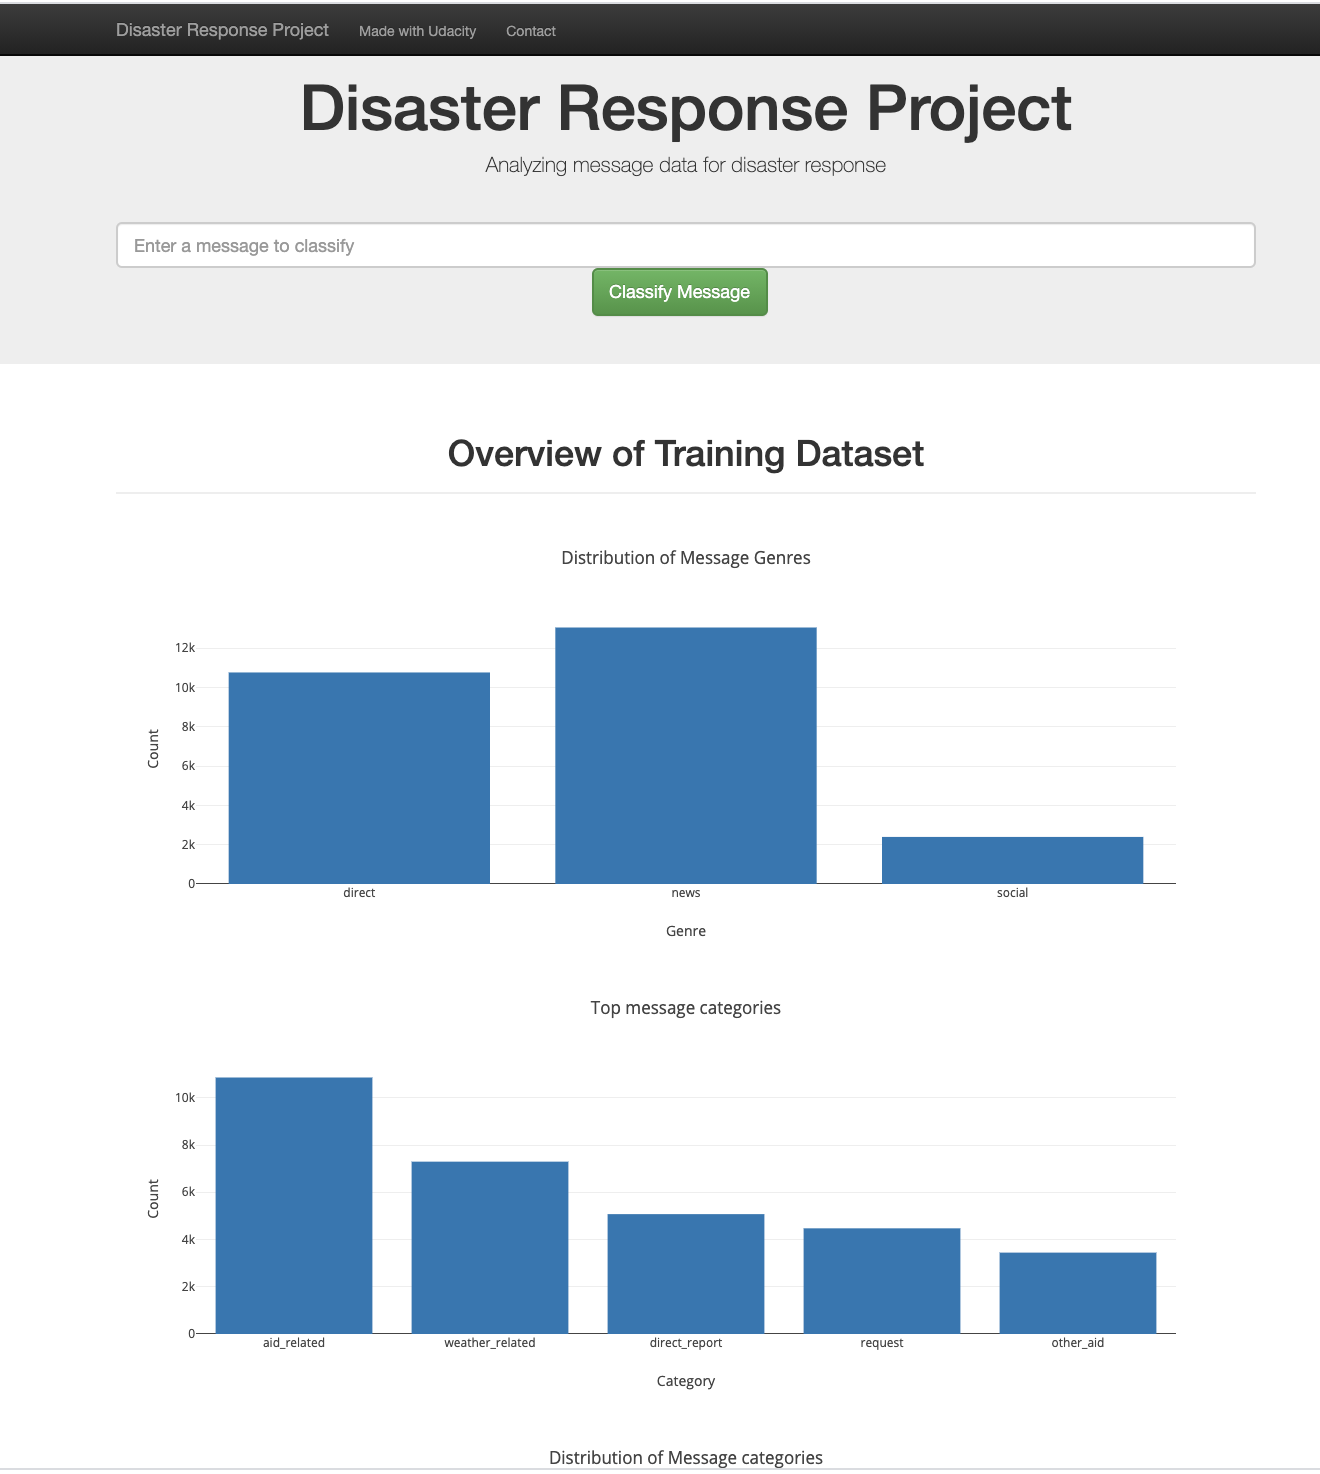 Disaster Response Project Made with Udacity Contact
Disaster Response Project
Analyzing message data for disaster response
Enter a message to classify
Classify Message
Overview of Training Dataset
Distribution of Message Genres
12k
10k
8k
6k
4k
2k
0
Count
direct news social
Genre
Top message categories
10k
8k
6k
4k
2k
0
Count
aid_related weather_related direct_report request other_aid
Category
Distribution of Message categories